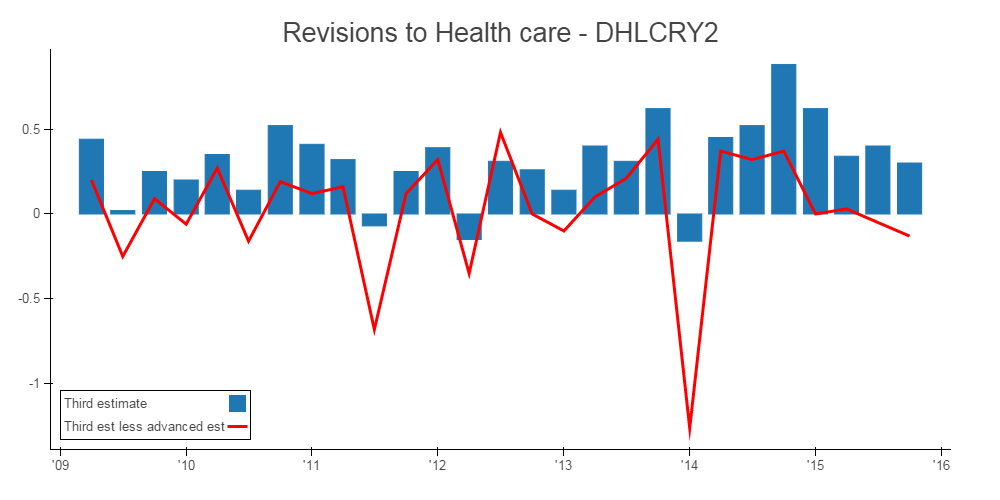 Revisions to Health care - DHLCRY2
0.5
0
-0.5
-1
Third estimate
Third est less advanced est
'09 '10 '11 '12 '13 '14 '15 '16